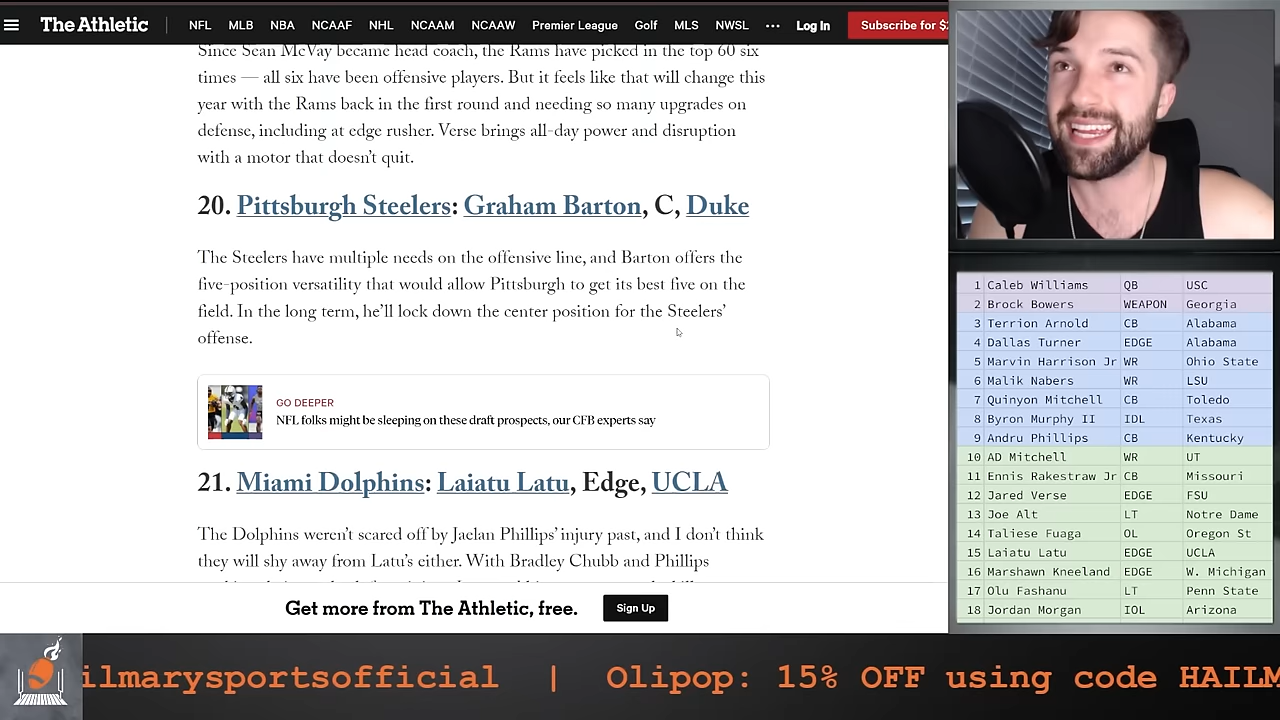 The Athletic
NFL MLB NBA NCAAF NHL NCAAM NCAAW Premier League Golf MLS NWSL ••• Log In Subscribe for $
Since Sean McVay became head coach, the Rams have picked in the top 60 six
times — all six have been offensive players. But it feels like that will change this
year with the Rams back in the first round and needing so many upgrades on
defense, including at edge rusher. Verse brings all-day power and disruption
with a motor that doesn’t quit.
20. Pittsburgh Steelers: Graham Barton, C, Duke
The Steelers have multiple needs on the offensive line, and Barton offers the
five-position versatility that would allow Pittsburgh to get its best five on the
field. In the long term, he’ll lock down the center position for the Steelers’
offense.
GO DEEPER
NFL folks might be sleeping on these draft prospects, our CFB experts say
21. Miami Dolphins: Laiatu Latu, Edge, UCLA
The Dolphins weren’t scared off by Jaelan Phillips’ injury past, and I don’t think
they will shy away from Latu’s either. With Bradley Chubb and Phillips
Get more from The Athletic, free. Sign Up
1 Caleb Williams QB USC
2 Brock Bowers WEAPON Georgia
3 Terrion Arnold CB Alabama
4 Dallas Turner EDGE Alabama
5 Marvin Harrison Jr WR Ohio State
6 Malik Nabers WR LSU
7 Quinyon Mitchell CB Toledo
8 Byron Murphy II IDL Texas
9 Andru Phillips CB Kentucky
10 AD Mitchell WR UT
11 Ennis Rakestraw Jr CB Missouri
12 Jared Verse EDGE FSU
13 Joe Alt LT Notre Dame
14 Taliese Fuaga OL Oregon St
15 Laiatu Latu EDGE UCLA
16 Marshawn Kneeland EDGE W. Michigan
17 Olu Fashanu LT Penn State
18 Jordan Morgan IOL Arizona
ilmarysportsofficial | Olipop: 15% OFF using code HAILM